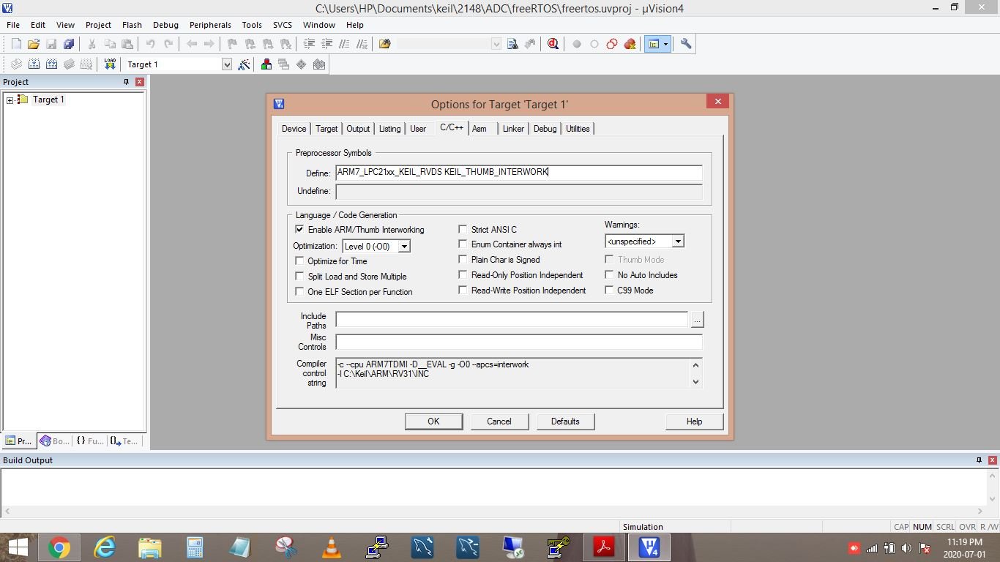 C:\Users\HP\Documents\keil\2148\ADC\freeRTOS\freertos.uvproj - µVision4
File Edit View Project Flash Debug Peripherals Tools SVCS Window Help
LOAD Target 1
Project
Target 1
Options for Target 'Target 1'
Device Target Output Listing User C/C++ Asm Linker Debug Utilities
Preprocessor Symbols
Define: ARM7_LPC21xx_KEIL_RVDS KEIL_THUMB_INTERWORK
Undefine:
Language / Code Generation
Enable ARM/Thumb Interworking
Optimization: Level 0 (-O0)
Optimize for Time
Split Load and Store Multiple
One ELF Section per Function
Strict ANSI C
Enum Container always int
Plain Char is Signed
Read-Only Position Independent
Read-Write Position Independent
Warnings:
<unspecified>
Thumb Mode
No Auto Includes
C99 Mode
Include
Paths
...
Misc
Controls
Compiler
control
string
-c --cpu ARM7TDMI -D__EVAL -g -O0 --apcs=interwork
-I C:\Keil\ARM\RV31\INC
OK Cancel Defaults Help
Pr... Bo... {} Fu... Te...
Build Output
Simulation
CAP NUM SCRL OVR R /W
11:19 PM
2020-07-01